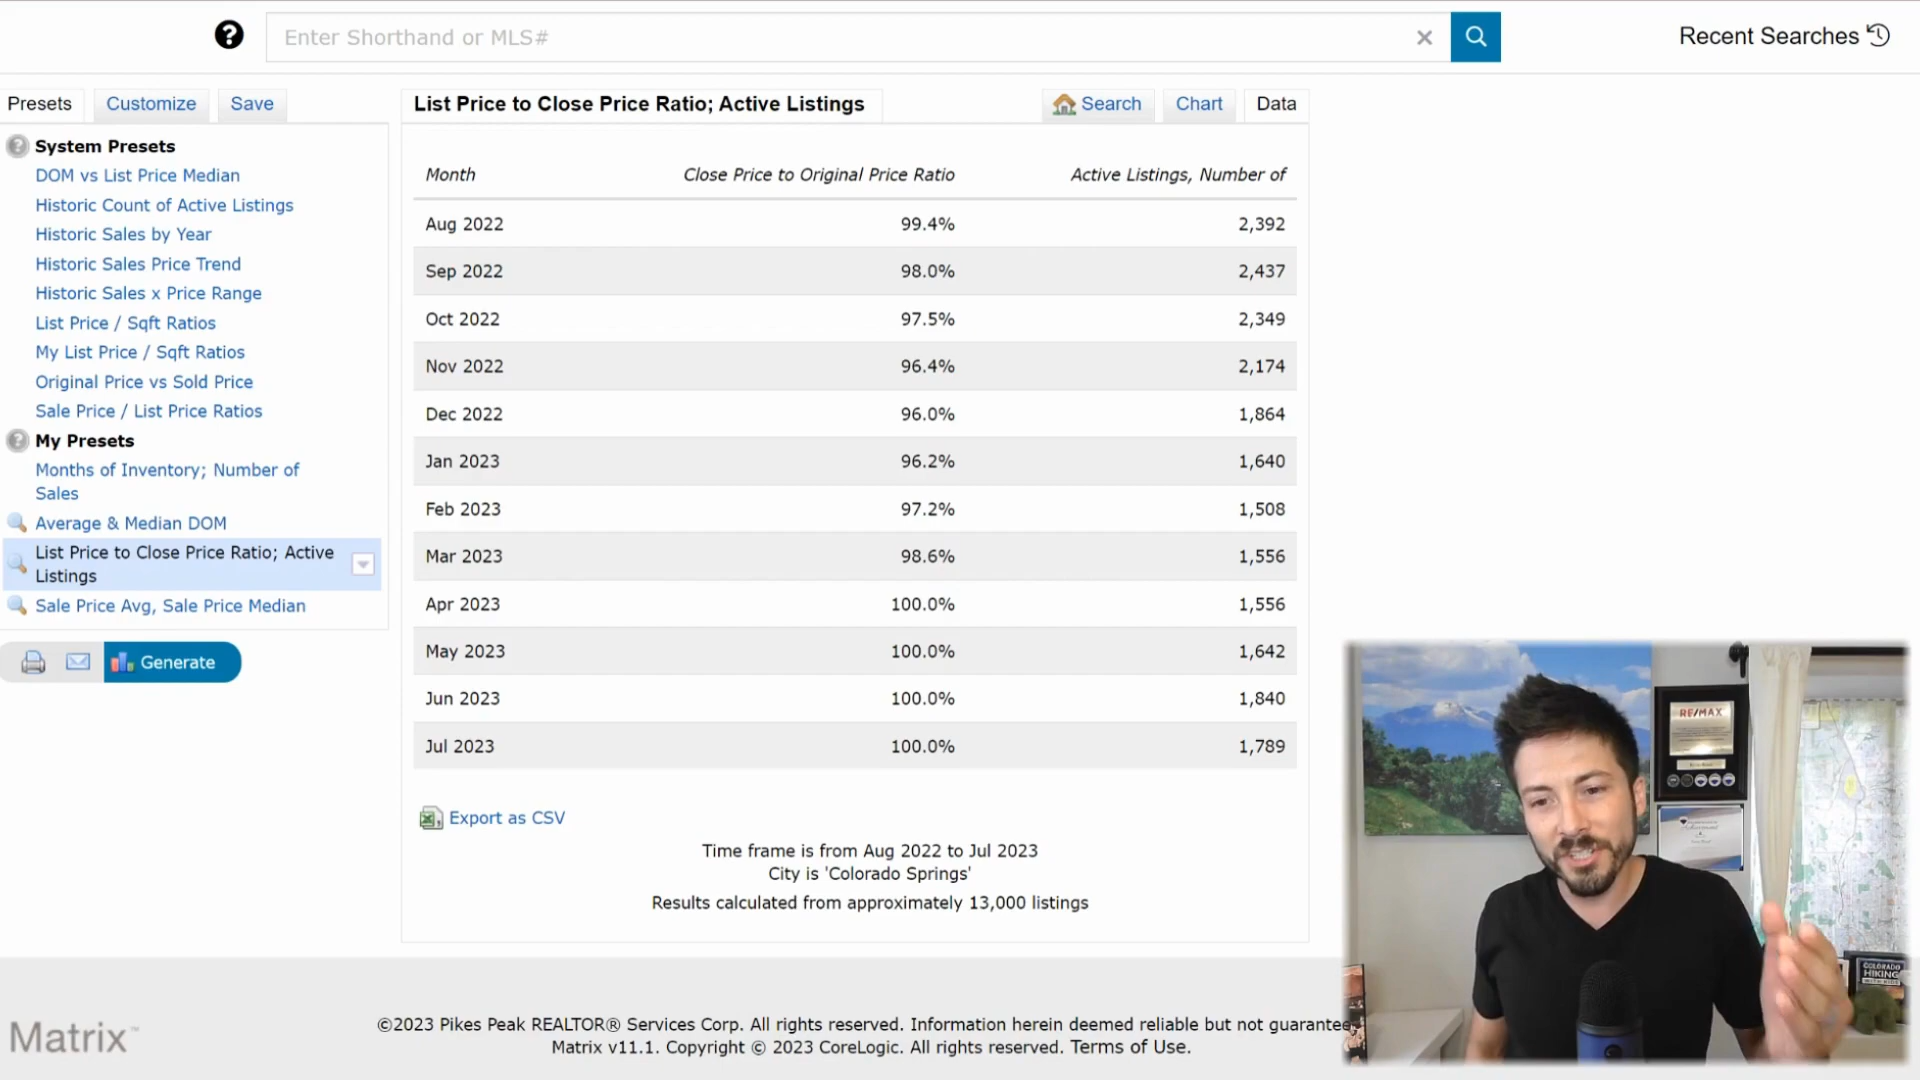 ?
Enter Shorthand or MLS#
Recent Searches
Presets
Customize
Save
System Presets
DOM vs List Price Median
Historic Count of Active Listings
Historic Sales by Year
Historic Sales Price Trend
Historic Sales x Price Range
List Price / Sqft Ratios
My List Price / Sqft Ratios
Original Price vs Sold Price
Sale Price / List Price Ratios
My Presets
Months of Inventory; Number of
Sales
Average & Median DOM
List Price to Close Price Ratio; Active
Listings
Sale Price Avg, Sale Price Median
Generate
List Price to Close Price Ratio; Active Listings
Search
Chart
Data
Month Close Price to Original Price Ratio Active Listings, Number of
Aug 2022 99.4% 2,392
Sep 2022 98.0% 2,437
Oct 2022 97.5% 2,349
Nov 2022 96.4% 2,174
Dec 2022 96.0% 1,864
Jan 2023 96.2% 1,640
Feb 2023 97.2% 1,508
Mar 2023 98.6% 1,556
Apr 2023 100.0% 1,556
May 2023 100.0% 1,642
Jun 2023 100.0% 1,840
Jul 2023 100.0% 1,789
Export as CSV
Time frame is from Aug 2022 to Jul 2023
City is 'Colorado Springs'
Results calculated from approximately 13,000 listings
RE/MAX
COLORADO
HIKING
Matrix™
©2023 Pikes Peak REALTOR® Services Corp. All rights reserved. Information herein deemed reliable but not guarantee
Matrix v11.1. Copyright © 2023 CoreLogic. All rights reserved. Terms of Use.